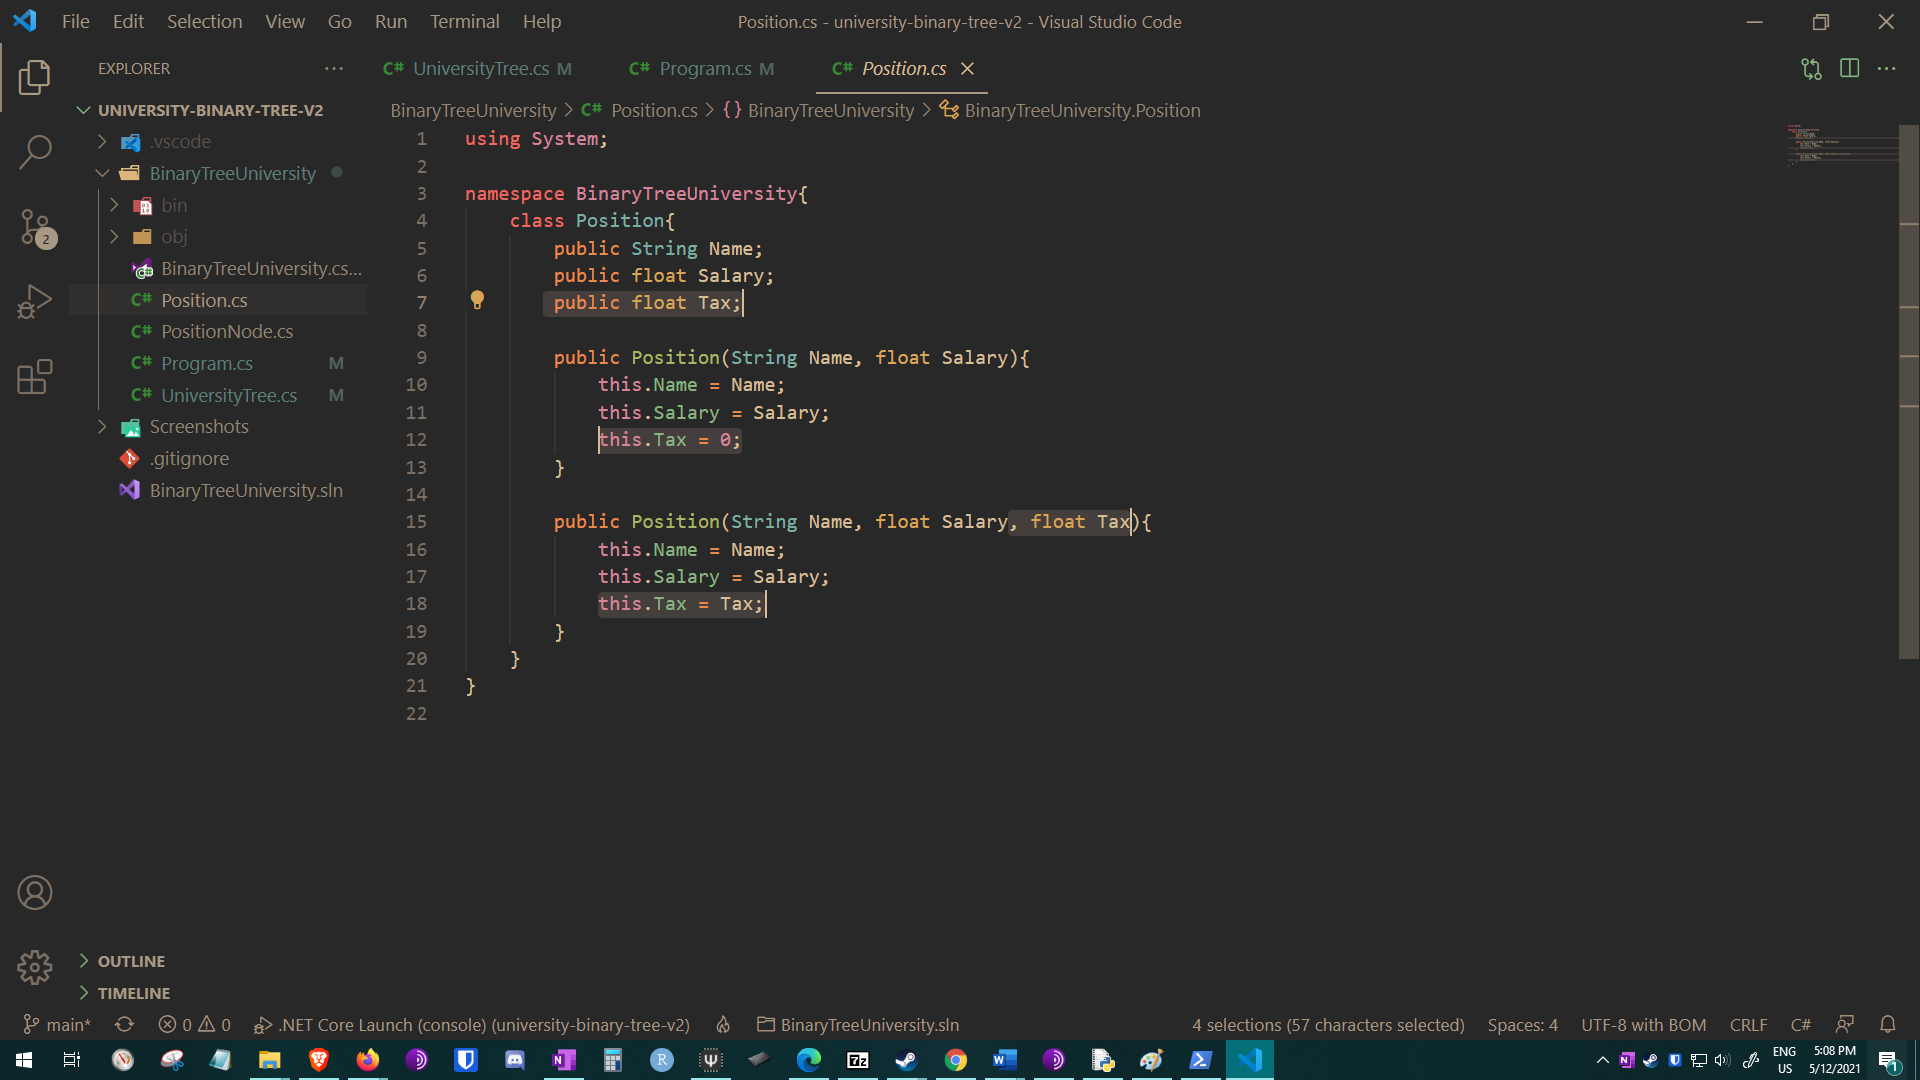 File Edit Selection View Go Run Terminal Help
Position.cs - university-binary-tree-v2 - Visual Studio Code
EXPLORER
C# UniversityTree.cs M
C# Program.cs M
C# Position.cs
UNIVERSITY-BINARY-TREE-V2
BinaryTreeUniversity > C# Position.cs > {} BinaryTreeUniversity > BinaryTreeUniversity.Position
.vscode
BinaryTreeUniversity
bin
obj
BinaryTreeUniversity.cs...
C# Position.cs
C# PositionNode.cs
C# Program.cs M
C# UniversityTree.cs M
Screenshots
.gitignore
BinaryTreeUniversity.sln
2
1 using System;
2
3 namespace BinaryTreeUniversity{
4 class Position{
5 public String Name;
6 public float Salary;
7 public float Tax;
8
9 public Position(String Name, float Salary){
10 this.Name = Name;
11 this.Salary = Salary;
12 this.Tax = 0;
13 }
14
15 public Position(String Name, float Salary, float Tax){
16 this.Name = Name;
17 this.Salary = Salary;
18 this.Tax = Tax;
19 }
20 }
21 }
22
OUTLINE
TIMELINE
main* 0 0 .NET Core Launch (console) (university-binary-tree-v2) BinaryTreeUniversity.sln
4 selections (57 characters selected) Spaces: 4 UTF-8 with BOM CRLF C#
N R 7z W
N
ENG
US
5:08 PM
5/12/2021
1